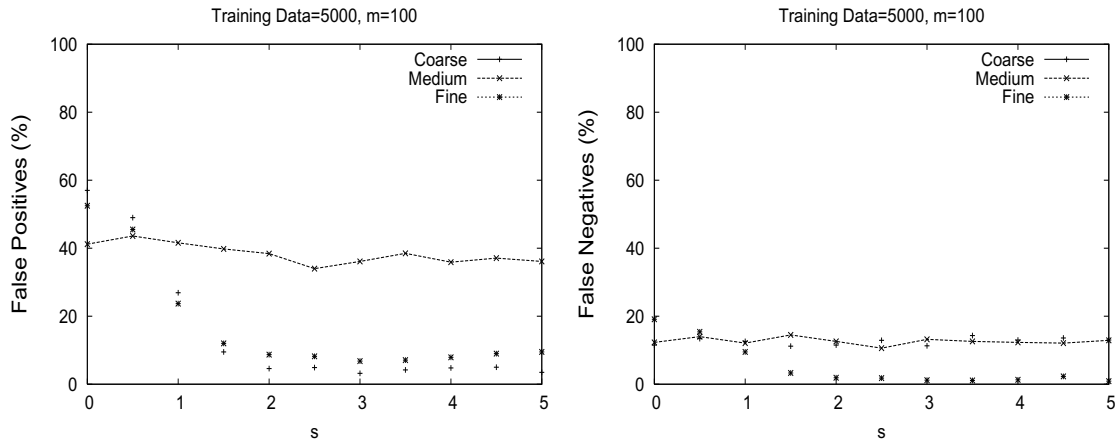 Training Data=5000, m=100
False Positives (%)
100
80
60
40
20
0
Coarse
Medium
Fine
0 1 2 3 4 5
s
Training Data=5000, m=100
False Negatives (%)
100
80
60
40
20
0
Coarse
Medium
Fine
0 1 2 3 4 5
s